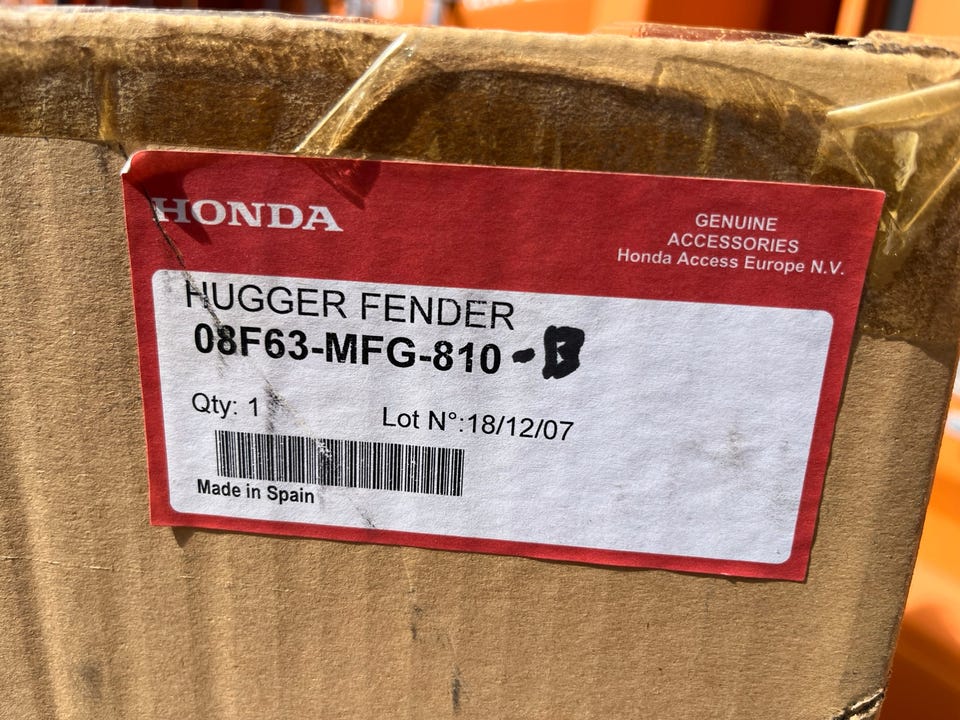 HONDA
GENUINE
ACCESSORIES
Honda Access Europe N.V.
HUGGER FENDER
08F63-MFG-810-B
Qty: 1
Lot N°:18/12/07
Made in Spain